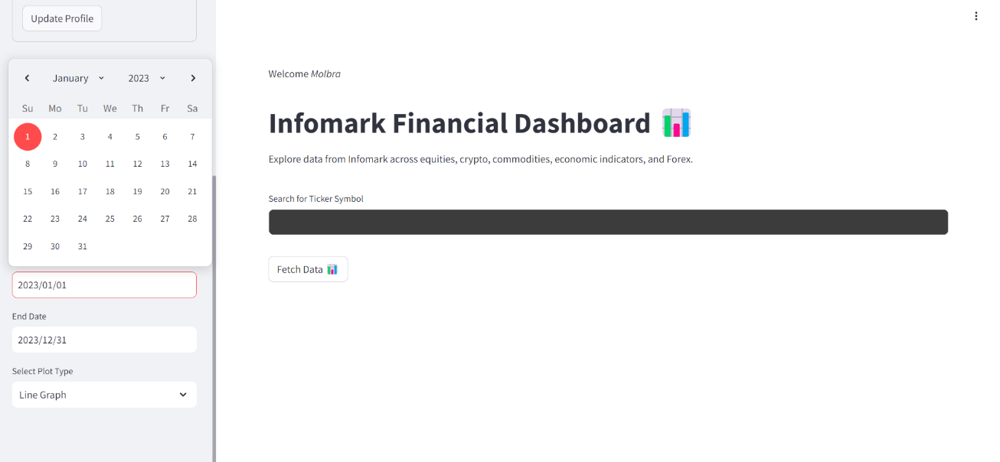 Update Profile
January 2023
Su Mo Tu We Th Fr Sa
1 2 3 4 5 6 7
8 9 10 11 12 13 14
15 16 17 18 19 20 21
22 23 24 25 26 27 28
29 30 31
2023/01/01
End Date
2023/12/31
Select Plot Type
Line Graph
Welcome Molbra
Infomark Financial Dashboard
Explore data from Infomark across equities, crypto, commodities, economic indicators, and Forex.
Search for Ticker Symbol
Fetch Data